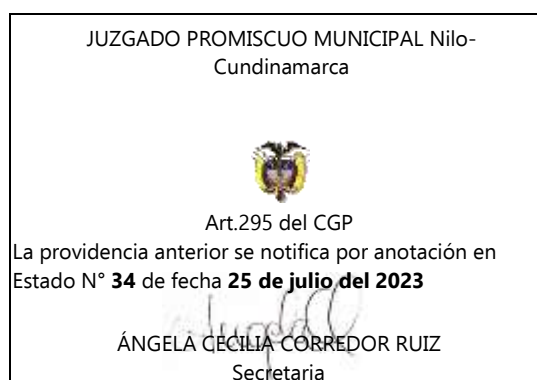 JUZGADO PROMISCUO MUNICIPAL Nilo-
Cundinamarca
Art.295 del CGP
La providencia anterior se notifica por anotación en
Estado N° 34 de fecha 25 de julio del 2023
ÁNGELA CECILIA CORREDOR RUIZ
Secretaria